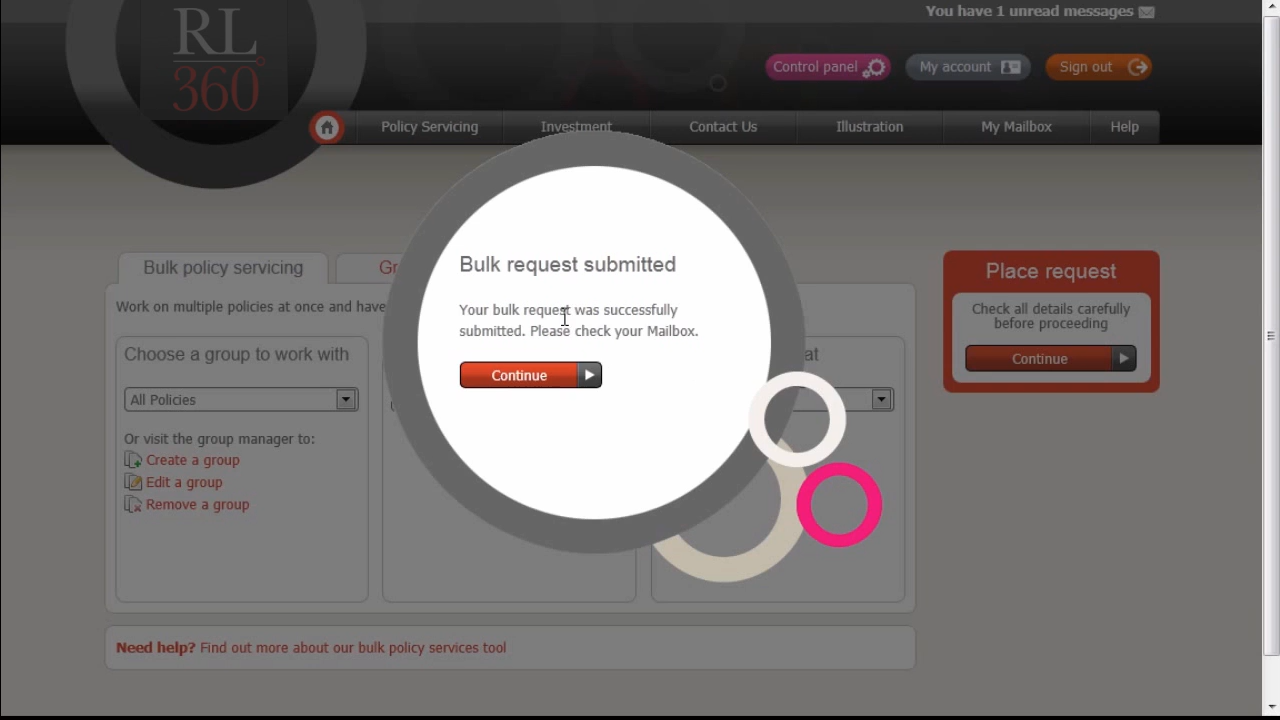 You have 1 unread messages
RL
360°
Control panel
My account
Sign out
Policy Servicing
Investment
Contact Us
Illustration
My Mailbox
Help
Bulk policy servicing
Gr
Work on multiple policies at once and have
Choose a group to work with
All Policies
Or visit the group manager to:
Create a group
Edit a group
Remove a group
Bulk request submitted
Your bulk request was successfully
submitted. Please check your Mailbox.
Continue
at
Place request
Check all details carefully
before proceeding
Continue
Need help? Find out more about our bulk policy services tool